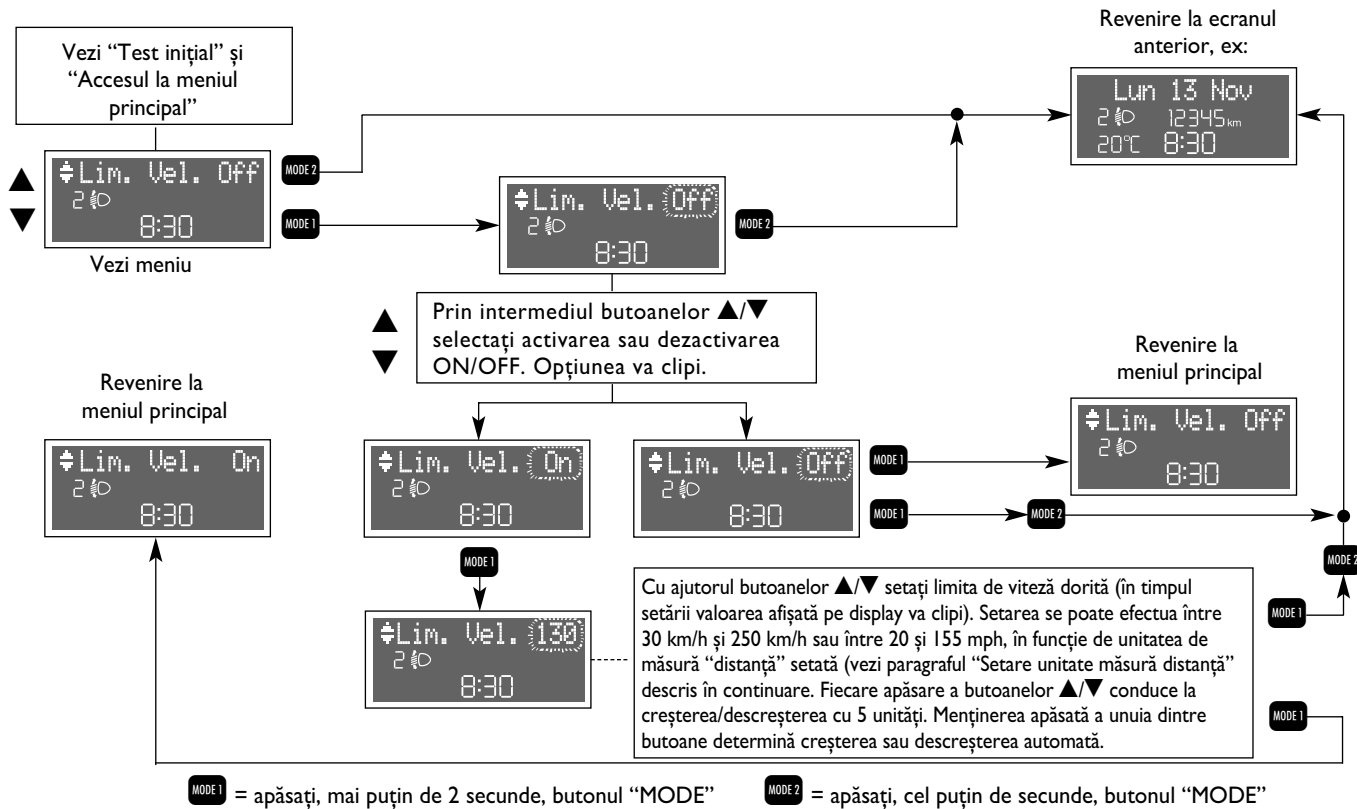 Vezi “Test inițial” și
“Accesul la meniul
principal”
Revenire la ecranul
anterior, ex:
Lun 13 Nov
2 12345 km
20°C 8:30
Lim. Vel. Off
2
8:30
MODE 2
MODE 1
Vezi meniu
Lim. Vel. Off
2
8:30
MODE 2
Prin intermediul butoanelor ▲/▼
selectați activarea sau dezactivarea
ON/OFF. Opțiunea va clipi.
Revenire la
meniul principal
Lim. Vel. On
2
8:30
Lim. Vel. On
2
8:30
Lim. Vel. Off
2
8:30
MODE 1
MODE 1
MODE 2
Revenire la
meniul principal
Lim. Vel. Off
2
8:30
MODE 1
Lim. Vel. 130
2
8:30
Cu ajutorul butoanelor ▲/▼ setați limita de viteză dorită (în timpul
setării valoarea afișată pe display va clipi). Setarea se poate efectua între
30 km/h și 250 km/h sau între 20 și 155 mph, în funcție de unitatea de
măsură “distanță” setată (vezi paragraful “Setare unitate măsură distanță”
descris în continuare. Fiecare apăsare a butoanelor ▲/▼ conduce la
creșterea/descreșterea cu 5 unități. Menținerea apăsată a unuia dintre
butoane determină creșterea sau descreșterea automată.
MODE 2
MODE 1
MODE 1
MODE 1 = apăsați, mai puțin de 2 secunde, butonul “MODE”
MODE 2 = apăsați, cel puțin de secunde, butonul “MODE”